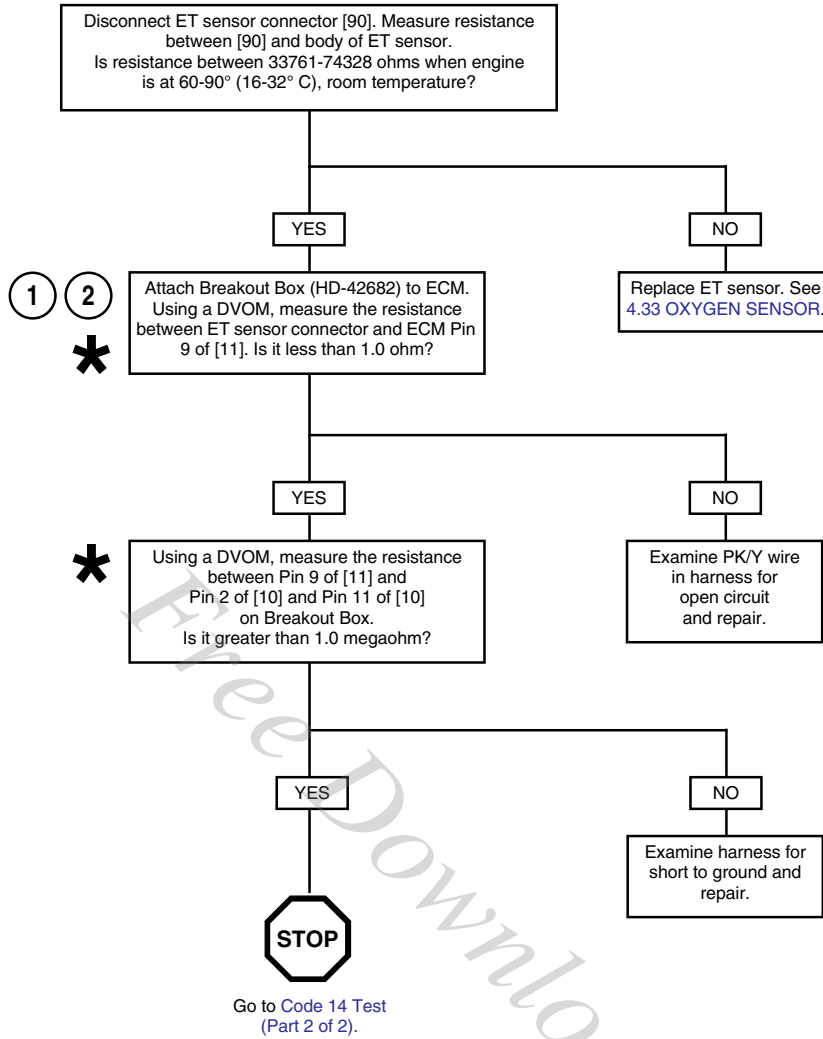 Disconnect ET sensor connector [90]. Measure resistance
between [90] and body of ET sensor.
Is resistance between 33761-74328 ohms when engine
is at 60-90° (16-32° C), room temperature?
YES
NO
1 2
Attach Breakout Box (HD-42682) to ECM.
Using a DVOM, measure the resistance
between ET sensor connector and ECM Pin
9 of [11]. Is it less than 1.0 ohm?
*
Replace ET sensor. See
4.33 OXYGEN SENSOR.
YES
NO
*
Using a DVOM, measure the resistance
between Pin 9 of [11] and
Pin 2 of [10] and Pin 11 of [10]
on Breakout Box.
Is it greater than 1.0 megaohm?
Examine PK/Y wire
in harness for
open circuit
and repair.
YES
NO
Examine harness for
short to ground and
repair.
STOP
Go to Code 14 Test
(Part 2 of 2).
Free Downlo